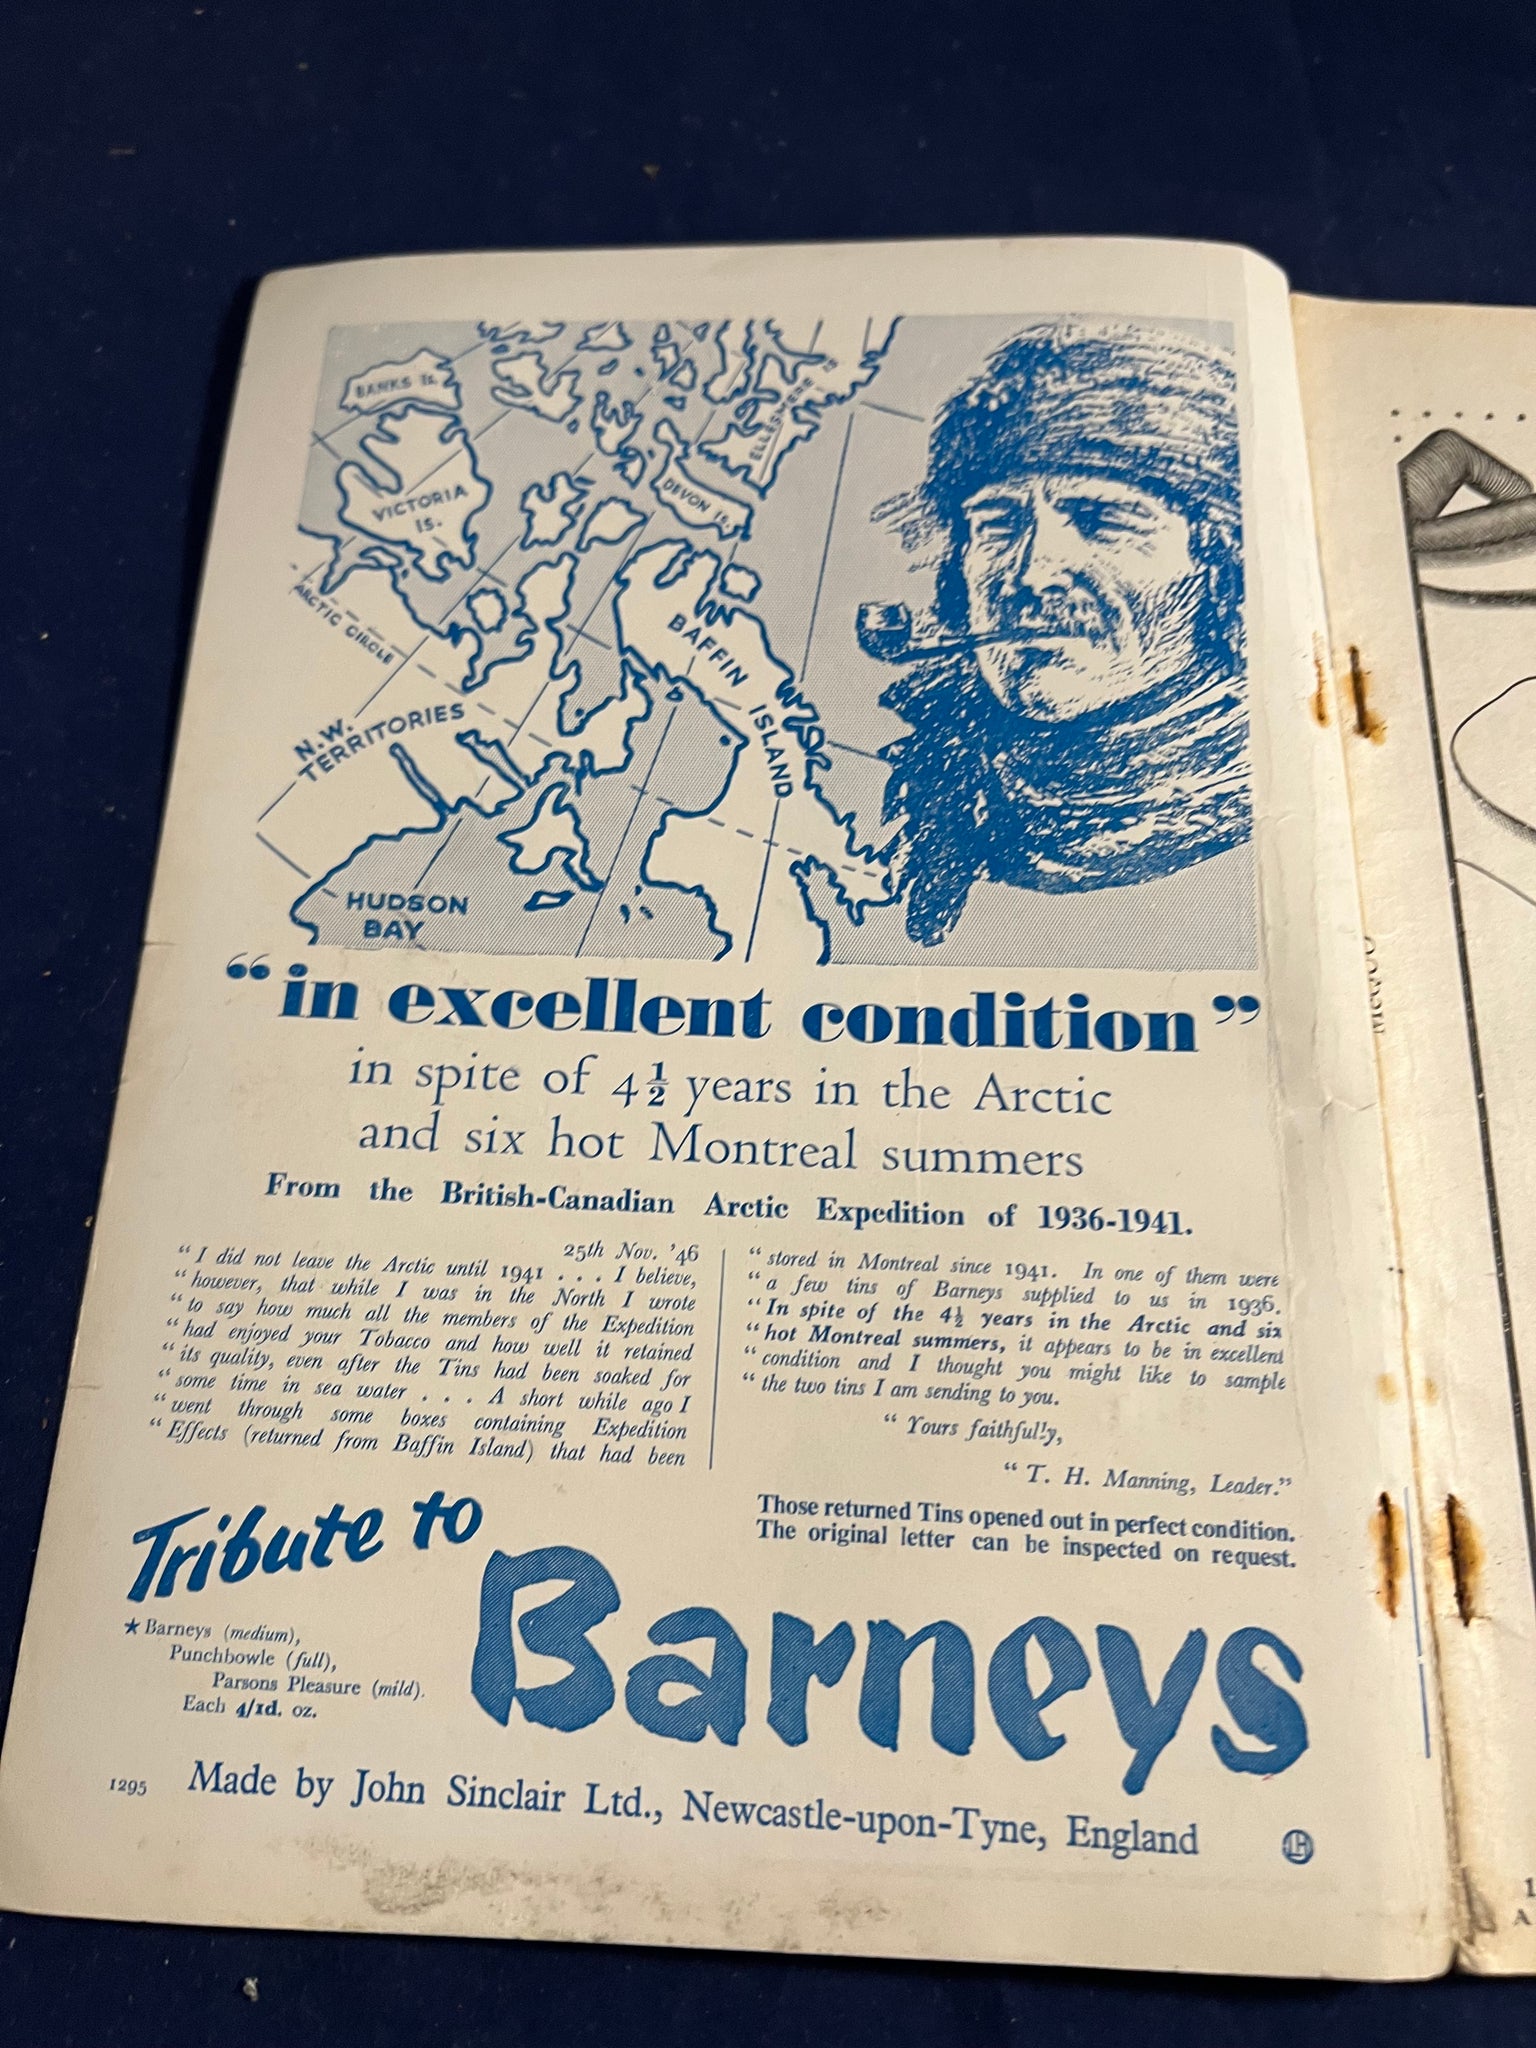 BANKS Is.
VICTORIA
Is.
ELLESMERE IS
DEVON Is.
ARCTIC CIRCLE
BAFFIN
ISLAND
N.W.
TERRITORIES
HUDSON
BAY
“in excellent condition”
in spite of 4½ years in the Arctic
and six hot Montreal summers
From the British-Canadian Arctic Expedition of 1936-1941.
25th Nov. '46
“ I did not leave the Arctic until 1941 . . . I believe,
“ however, that while I was in the North I wrote
“ to say how much all the members of the Expedition
“ had enjoyed your Tobacco and how well it retained
“ its quality, even after the Tins had been soaked for
“ some time in sea water . . . A short while ago I
“ went through some boxes containing Expedition
“ Effects (returned from Baffin Island) that had been
“ stored in Montreal since 1941. In one of them were
“ a few tins of Barneys supplied to us in 1936.
“ In spite of the 4½ years in the Arctic and six
“ hot Montreal summers, it appears to be in excellent
“ condition and I thought you might like to sample
“ the two tins I am sending to you.
“ Yours faithfully,
“ T. H. Manning, Leader.”
Those returned Tins opened out in perfect condition.
The original letter can be inspected on request.
Tribute to
Barneys
★ Barneys (medium),
Punchbowle (full),
Parsons Pleasure (mild).
Each 4/1d. oz.
1295
Made by John Sinclair Ltd., Newcastle-upon-Tyne, England